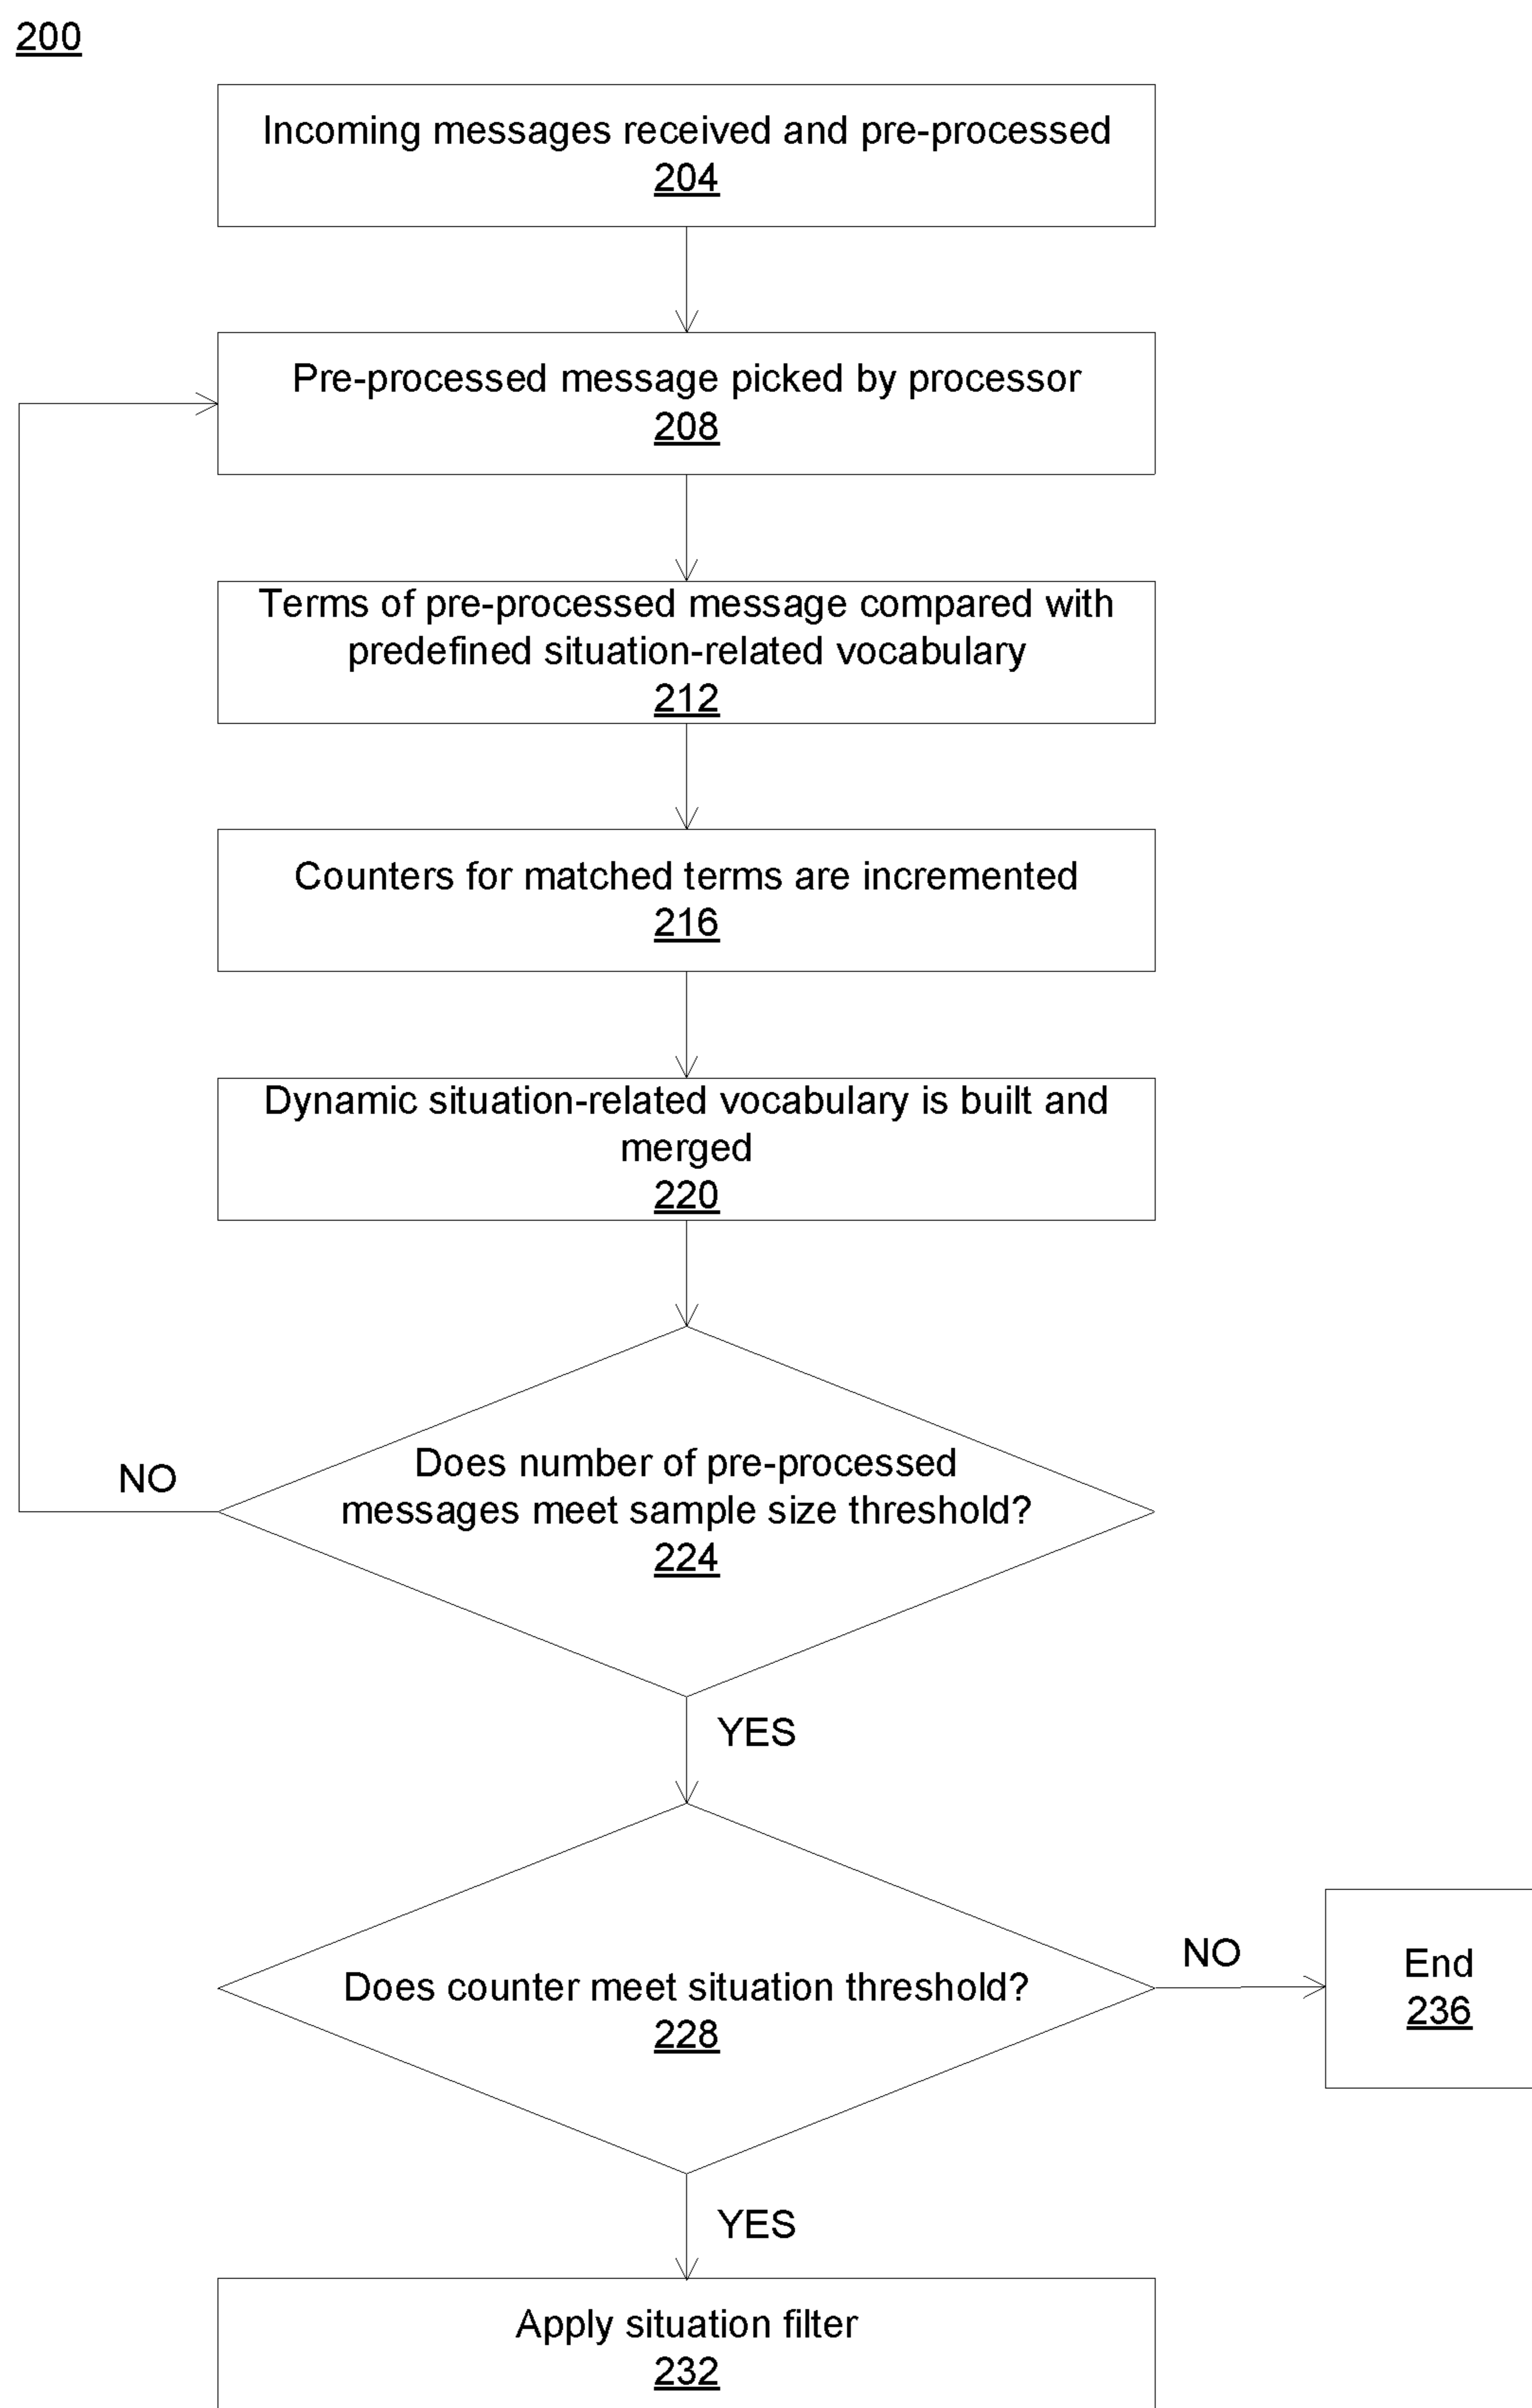 200
Incoming messages received and pre-processed
204
Pre-processed message picked by processor
208
Terms of pre-processed message compared with
predefined situation-related vocabulary
212
Counters for matched terms are incremented
216
Dynamic situation-related vocabulary is built and
merged
220
Does number of pre-processed
messages meet sample size threshold?
224
NO
YES
Does counter meet situation threshold?
228
NO
End
236
YES
Apply situation filter
232